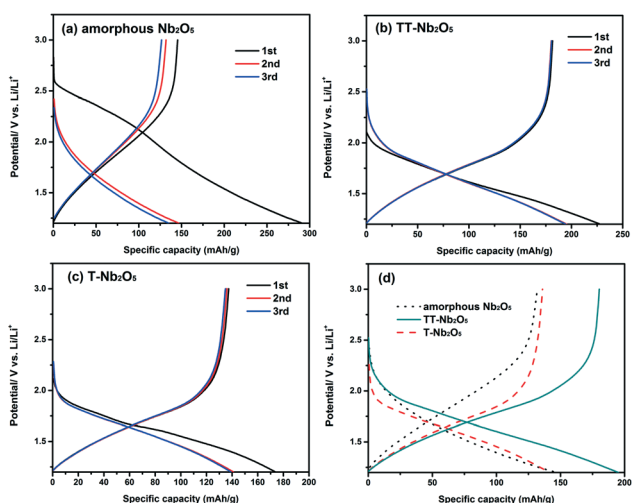 (a) amorphous Nb₂O₅
1st
2nd
3rd
Potential/ V vs. Li/Li⁺
3.0
2.5
2.0
1.5
0 50 100 150 200 250 300
Specific capacity (mAh/g)
(b) TT-Nb₂O₅
1st
2nd
3rd
Potential/ V vs. Li/Li⁺
3.0
2.5
2.0
1.5
0 50 100 150 200 250
Specific capacity (mAh/g)
(c) T-Nb₂O₅
1st
2nd
3rd
Potential/ V vs. Li/Li⁺
3.0
2.5
2.0
1.5
0 20 40 60 80 100 120 140 160 180 200
Specific capacity (mAh/g)
(d)
amorphous Nb₂O₅
TT-Nb₂O₅
T-Nb₂O₅
Potential/ V vs. Li/Li⁺
3.0
2.5
2.0
1.5
0 50 100 150 200
Specific capacity (mAh/g)